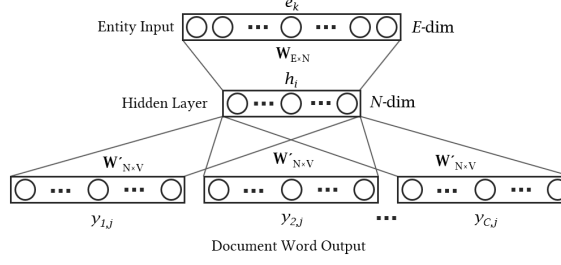 e_k
Entity Input ··· ··· E-dim
W_E×N
h_i
Hidden Layer ··· ··· N-dim
W´_N×V W´_N×V W´_N×V
··· ··· ··· ··· ··· ···
y_1,j y_2,j ··· y_C,j
Document Word Output